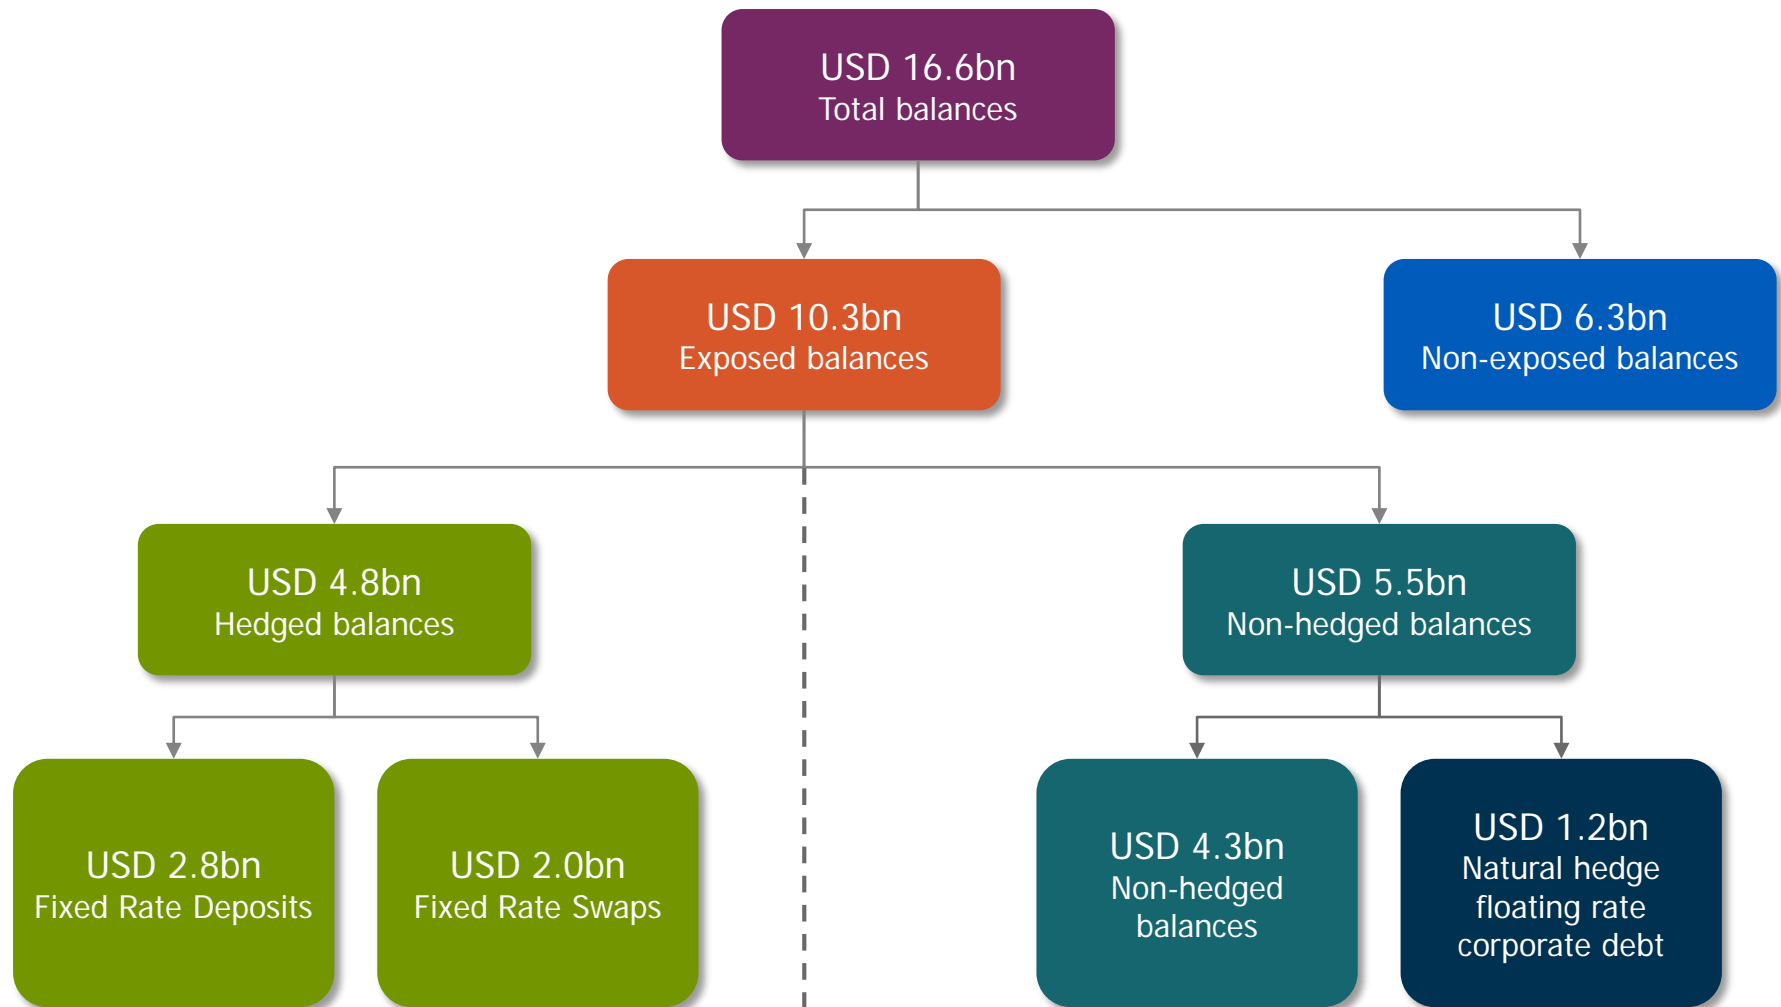 USD 16.6bn
Total balances
USD 10.3bn
Exposed balances
USD 6.3bn
Non-exposed balances
USD 4.8bn
Hedged balances
USD 5.5bn
Non-hedged balances
USD 2.8bn
Fixed Rate Deposits
USD 2.0bn
Fixed Rate Swaps
USD 4.3bn
Non-hedged
balances
USD 1.2bn
Natural hedge
floating rate
corporate debt